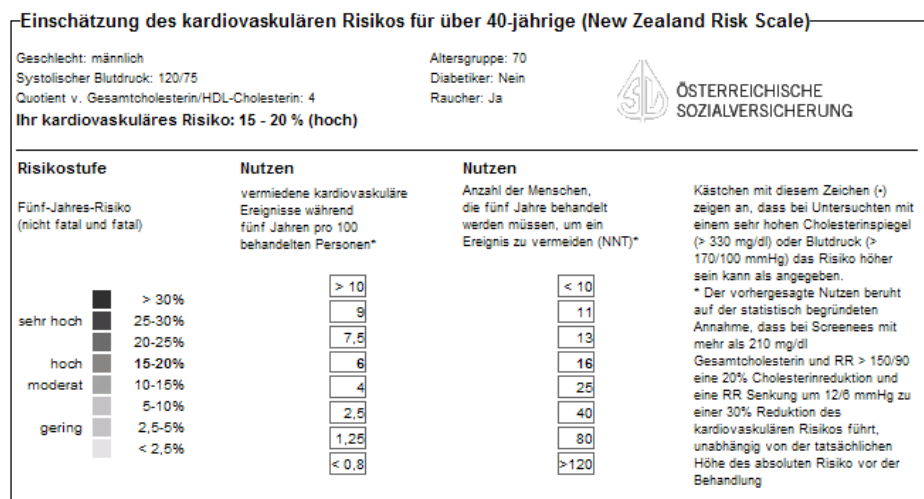 Einschätzung des kardiovaskulären Risikos für über 40-jährige (New Zealand Risk Scale)
Geschlecht: männlich
Systolischer Blutdruck: 120/75
Quotient v. Gesamtcholesterin/HDL-Cholesterin: 4
Ihr kardiovaskuläres Risiko: 15 - 20 % (hoch)
Altersgruppe: 70
Diabetiker: Nein
Raucher: Ja
ÖSTERREICHISCHE
SOZIALVERSICHERUNG
Risikostufe
Fünf-Jahres-Risiko
(nicht fatal und fatal)
> 30%
sehr hoch 25-30%
20-25%
hoch 15-20%
moderat 10-15%
5-10%
gering 2,5-5%
< 2,5%
Nutzen
vermiedene kardiovaskuläre
Ereignisse während
fünf Jahren pro 100
behandelten Personen*
> 10
9
7,5
6
4
2,5
1,25
< 0,8
Nutzen
Anzahl der Menschen,
die fünf Jahre behandelt
werden müssen, um ein
Ereignis zu vermeiden (NNT)*
< 10
11
13
16
25
40
80
>120
Kästchen mit diesem Zeichen (•)
zeigen an, dass bei Untersuchten mit
einem sehr hohen Cholesterinspiegel
(> 330 mg/dl) oder Blutdruck (>
170/100 mmHg) das Risiko höher
sein kann als angegeben.
* Der vorhergesagte Nutzen beruht
auf der statistisch begründeten
Annahme, dass bei Screenees mit
mehr als 210 mg/dl
Gesamtcholesterin und RR > 150/90
eine 20% Cholesterinreduktion und
eine RR Senkung um 12/6 mmHg zu
einer 30% Reduktion des
kardiovaskulären Risikos führt,
unabhängig von der tatsächlichen
Höhe des absoluten Risiko vor der
Behandlung